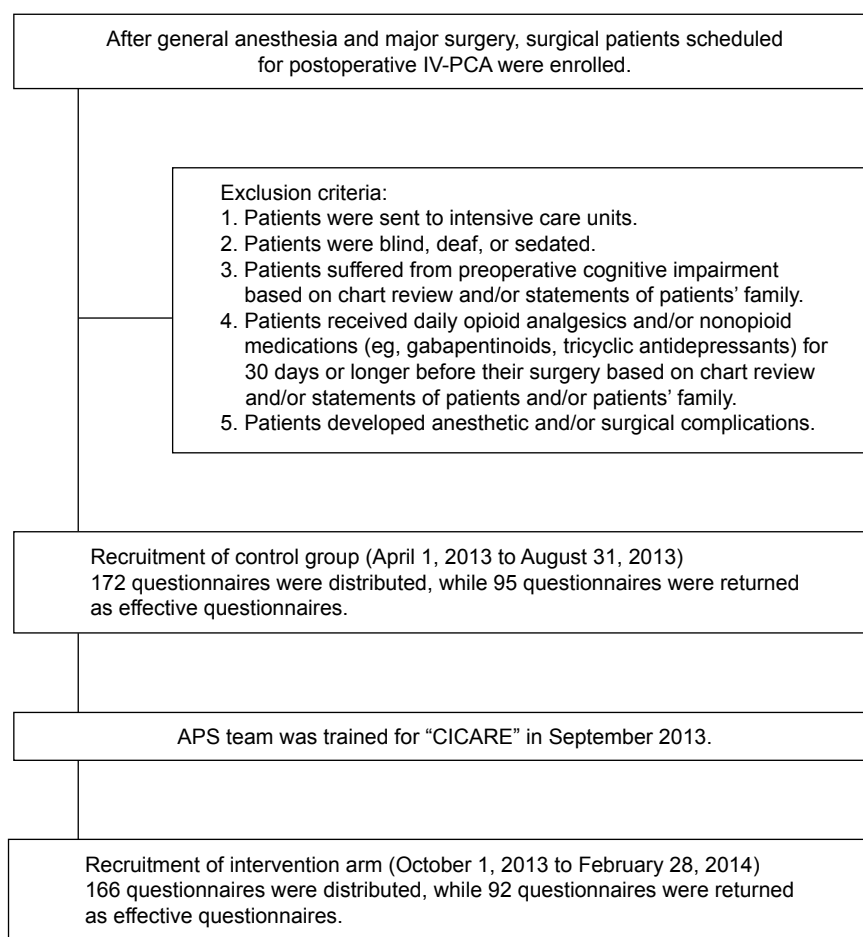 After general anesthesia and major surgery, surgical patients scheduled
for postoperative IV-PCA were enrolled.
Exclusion criteria:
1. Patients were sent to intensive care units.
2. Patients were blind, deaf, or sedated.
3. Patients suffered from preoperative cognitive impairment
based on chart review and/or statements of patients’ family.
4. Patients received daily opioid analgesics and/or nonopioid
medications (eg, gabapentinoids, tricyclic antidepressants) for
30 days or longer before their surgery based on chart review
and/or statements of patients and/or patients’ family.
5. Patients developed anesthetic and/or surgical complications.
Recruitment of control group (April 1, 2013 to August 31, 2013)
172 questionnaires were distributed, while 95 questionnaires were returned
as effective questionnaires.
APS team was trained for “CICARE” in September 2013.
Recruitment of intervention arm (October 1, 2013 to February 28, 2014)
166 questionnaires were distributed, while 92 questionnaires were returned
as effective questionnaires.